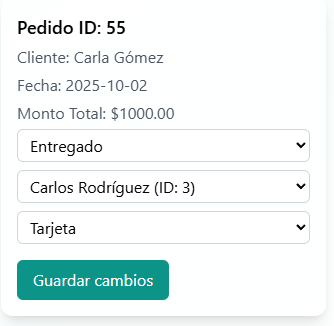 Pedido ID: 55
Cliente: Carla Gómez
Fecha: 2025-10-02
Monto Total: $1000.00
Entregado
Carlos Rodríguez (ID: 3)
Tarjeta
Guardar cambios